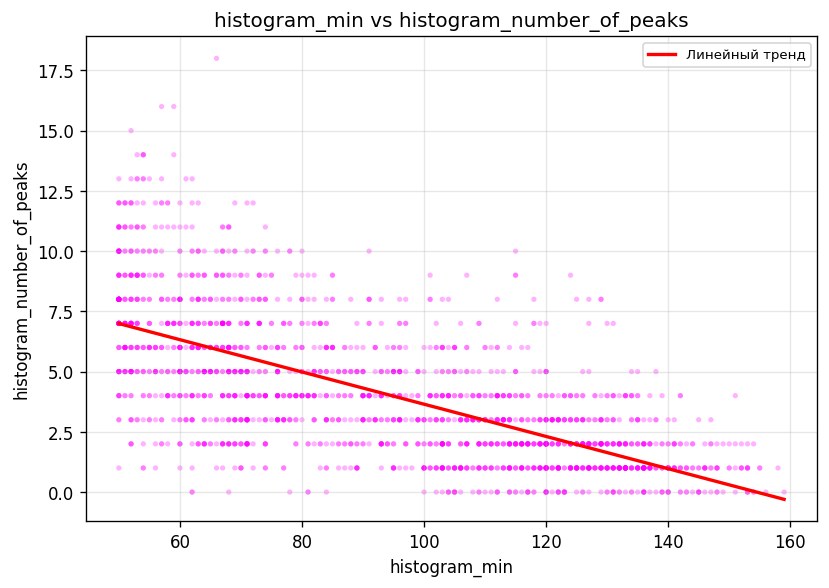 histogram_min vs histogram_number_of_peaks
Линейный тренд
histogram_number_of_peaks
17.5
15.0
12.5
10.0
7.5
5.0
2.5
0.0
60 80 100 120 140 160
histogram_min